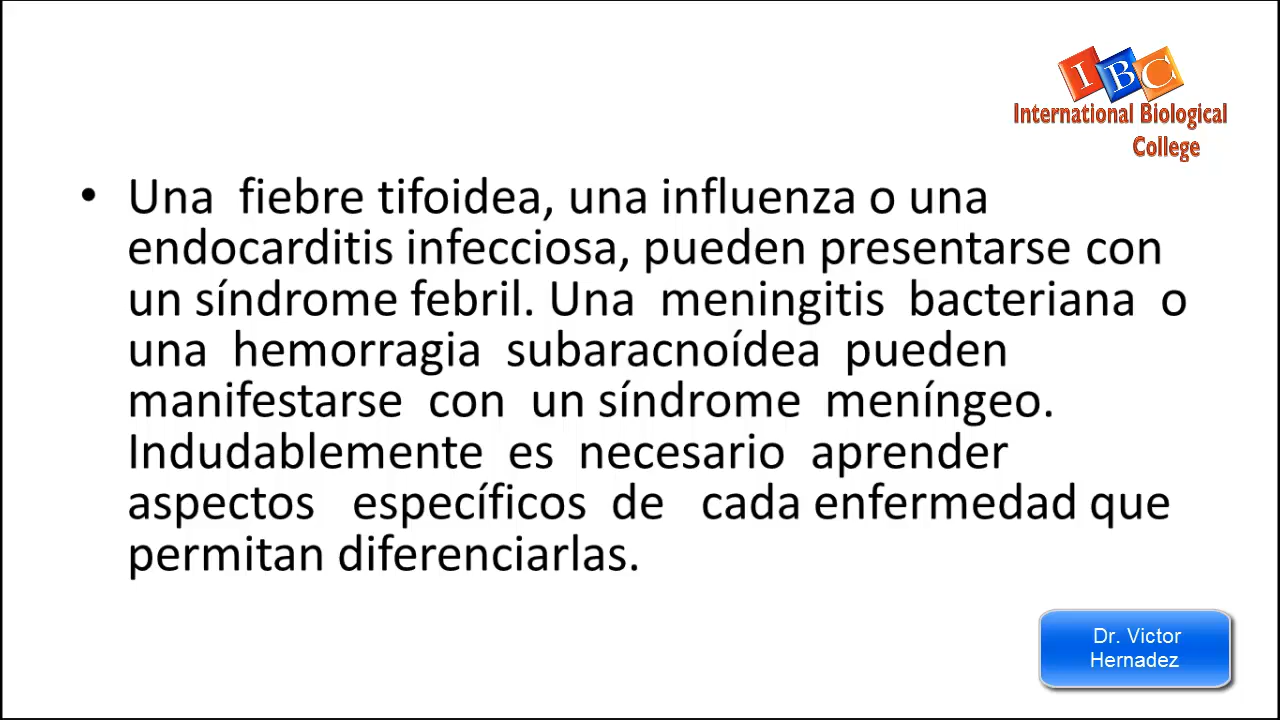 IBC
International Biological
College
• Una fiebre tifoidea, una influenza o una
endocarditis infecciosa, pueden presentarse con
un síndrome febril. Una meningitis bacteriana o
una hemorragia subaracnoídea pueden
manifestarse con un síndrome meníngeo.
Indudablemente es necesario aprender
aspectos específicos de cada enfermedad que
permitan diferenciarlas.
Dr. Victor
Hernadez